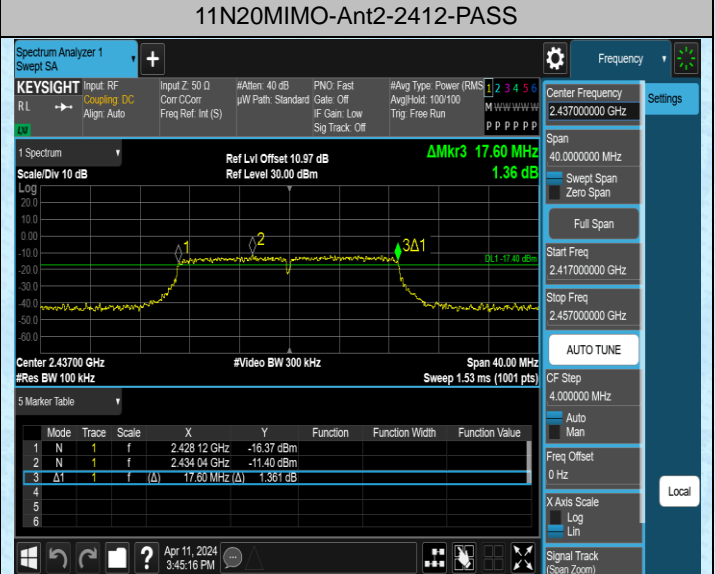 11N20MIMO-Ant2-2412-PASS
Spectrum Analyzer 1
Swept SA
Frequency
KEYSIGHT Input: RF
RL Coupling: DC
Align: Auto
LXI
Input Z: 50 Ω
Corr CCorr
Freq Ref: Int (S)
#Atten: 40 dB
µW Path: Standard
PNO: Fast
Gate: Off
IF Gain: Low
Sig Track: Off
#Avg Type: Power (RMS
Avg|Hold: 100/100
Trig: Free Run
1 2 3 4 5 6
M W W W W W
P P P P P P
Center Frequency
2.437000000 GHz
Settings
Span
40.0000000 MHz
Swept Span
Zero Span
Full Span
Start Freq
2.417000000 GHz
Stop Freq
2.457000000 GHz
AUTO TUNE
CF Step
4.000000 MHz
Auto
Man
Freq Offset
0 Hz
X Axis Scale
Log
Lin
Signal Track
(Span Zoom)
Local
1 Spectrum
Scale/Div 10 dB
Ref Lvl Offset 10.97 dB
Ref Level 30.00 dBm
ΔMkr3 17.60 MHz
1.36 dB
Log
20.0
10.0
0.00
-10.0
-20.0
-30.0
-40.0
-50.0
-60.0
1
2
3Δ1
DL1 -17.40 dBm
Center 2.43700 GHz
#Video BW 300 kHz
Span 40.00 MHz
#Res BW 100 kHz
Sweep 1.53 ms (1001 pts)
5 Marker Table
Mode Trace Scale X Y Function Function Width Function Value
1 N 1 f 2.428 12 GHz -16.37 dBm
2 N 1 f 2.434 04 GHz -11.40 dBm
3 Δ1 1 f (Δ) 17.60 MHz (Δ) 1.361 dB
4
5
6
?
Apr 11, 2024
3:45:16 PM